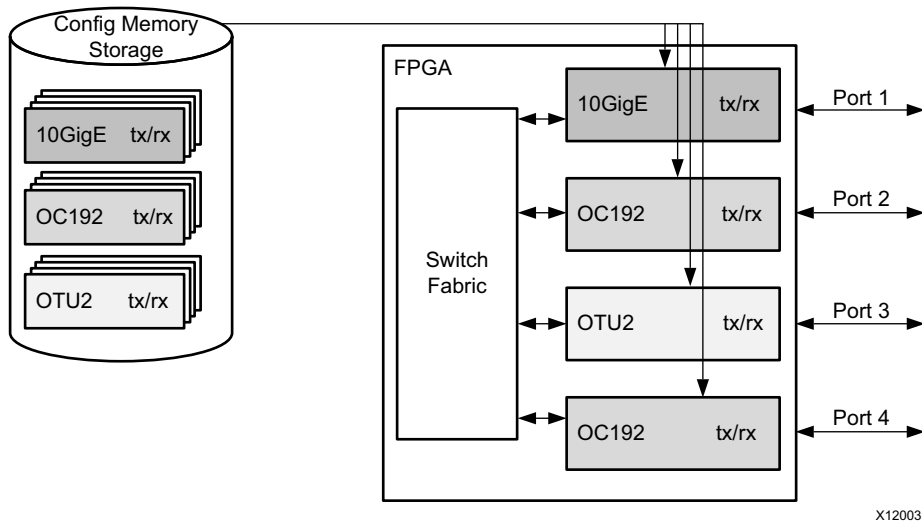 Config Memory
Storage
10GigE tx/rx
OC192 tx/rx
OTU2 tx/rx
FPGA
Switch
Fabric
10GigE tx/rx
OC192 tx/rx
OTU2 tx/rx
OC192 tx/rx
Port 1
Port 2
Port 3
Port 4
X12003